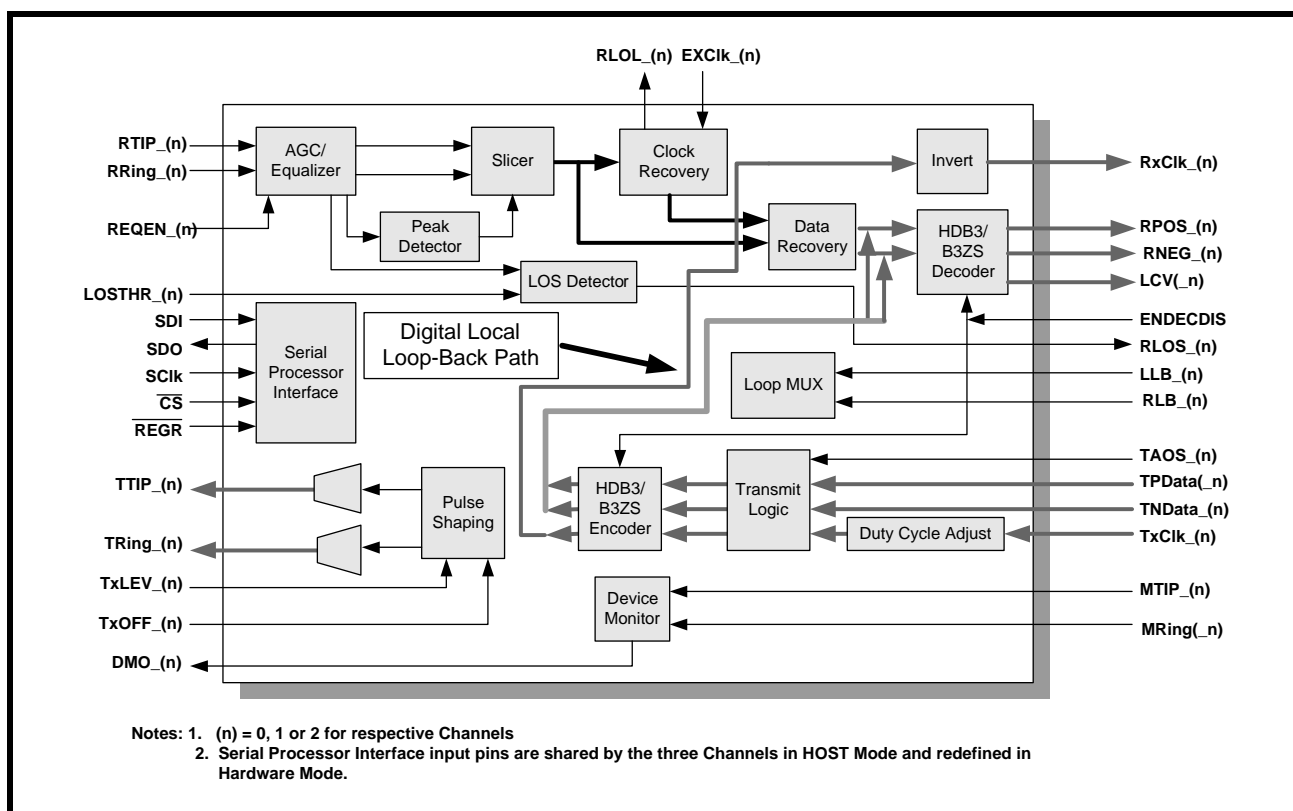 RLOL_(n) EXClk_(n)
RTIP_(n)
RRing_(n)
REQEN_(n)
LOSTHR_(n)
SDI
SDO
SClk
CS
REGR
TTIP_(n)
TRing_(n)
TxLEV_(n)
TxOFF_(n)
DMO_(n)
AGC/
Equalizer
Slicer
Clock
Recovery
Invert
Peak
Detector
Data
Recovery
HDB3/
B3ZS
Decoder
LOS Detector
Serial
Processor
Interface
Digital Local
Loop-Back Path
Loop MUX
Pulse
Shaping
HDB3/
B3ZS
Encoder
Transmit
Logic
Duty Cycle Adjust
Device
Monitor
RxClk_(n)
RPOS_(n)
RNEG_(n)
LCV(_n)
ENDECDIS
RLOS_(n)
LLB_(n)
RLB_(n)
TAOS_(n)
TPData(_n)
TNData_(n)
TxClk_(n)
MTIP_(n)
MRing(_n)
Notes: 1. (n) = 0, 1 or 2 for respective Channels
2. Serial Processor Interface input pins are shared by the three Channels in HOST Mode and redefined in
Hardware Mode.